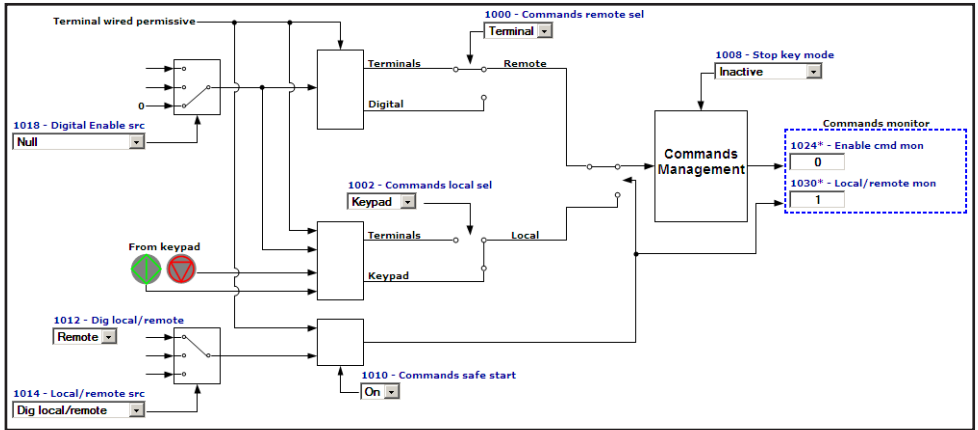 Terminal wired permissive
1000 - Commands remote sel
Terminal
1008 - Stop key mode
Inactive
Terminals
Remote
Digital
0
1018 - Digital Enable src
Null
Commands
Management
Commands monitor
1024* - Enable cmd mon
0
1030* - Local/remote mon
1
1002 - Commands local sel
Keypad
Terminals
Local
Keypad
From keypad
1012 - Dig local/remote
Remote
1010 - Commands safe start
On
1014 - Local/remote src
Dig local/remote